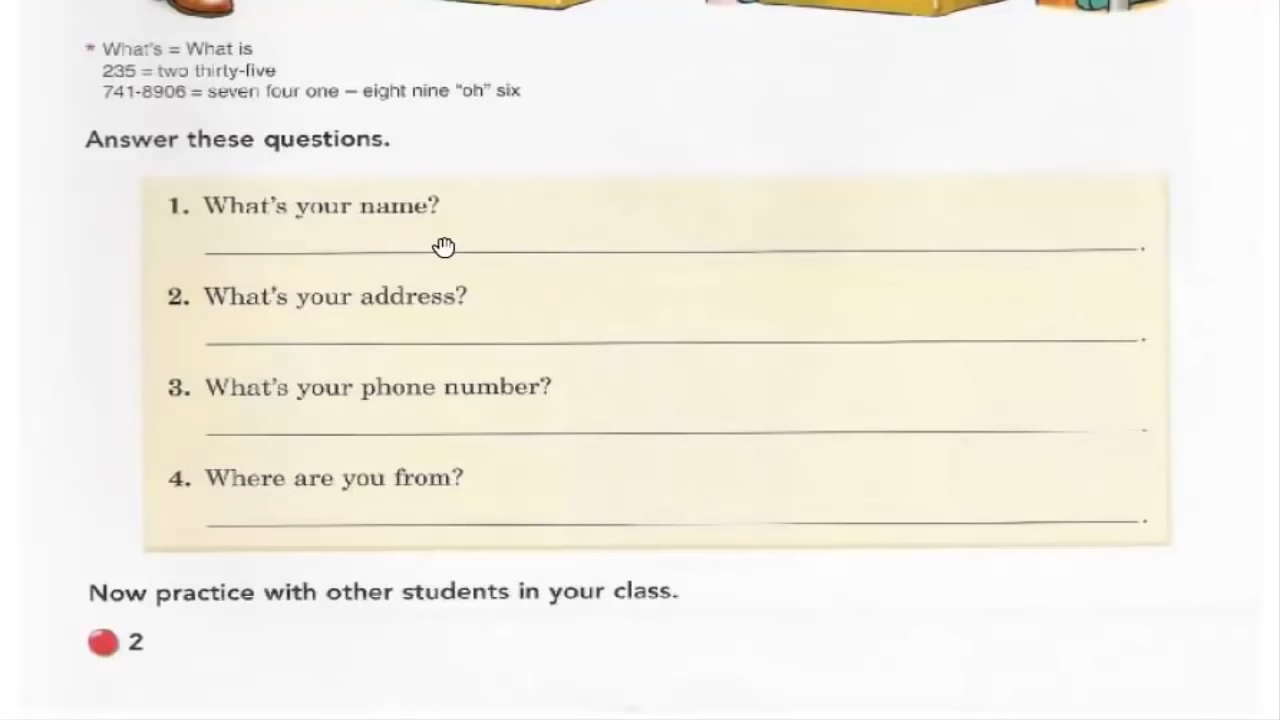 * What's = What is
235 = two thirty-five
741-8906 = seven four one – eight nine "oh" six
Answer these questions.
1. What's your name?
.
2. What's your address?
.
3. What's your phone number?
.
4. Where are you from?
.
Now practice with other students in your class.
2